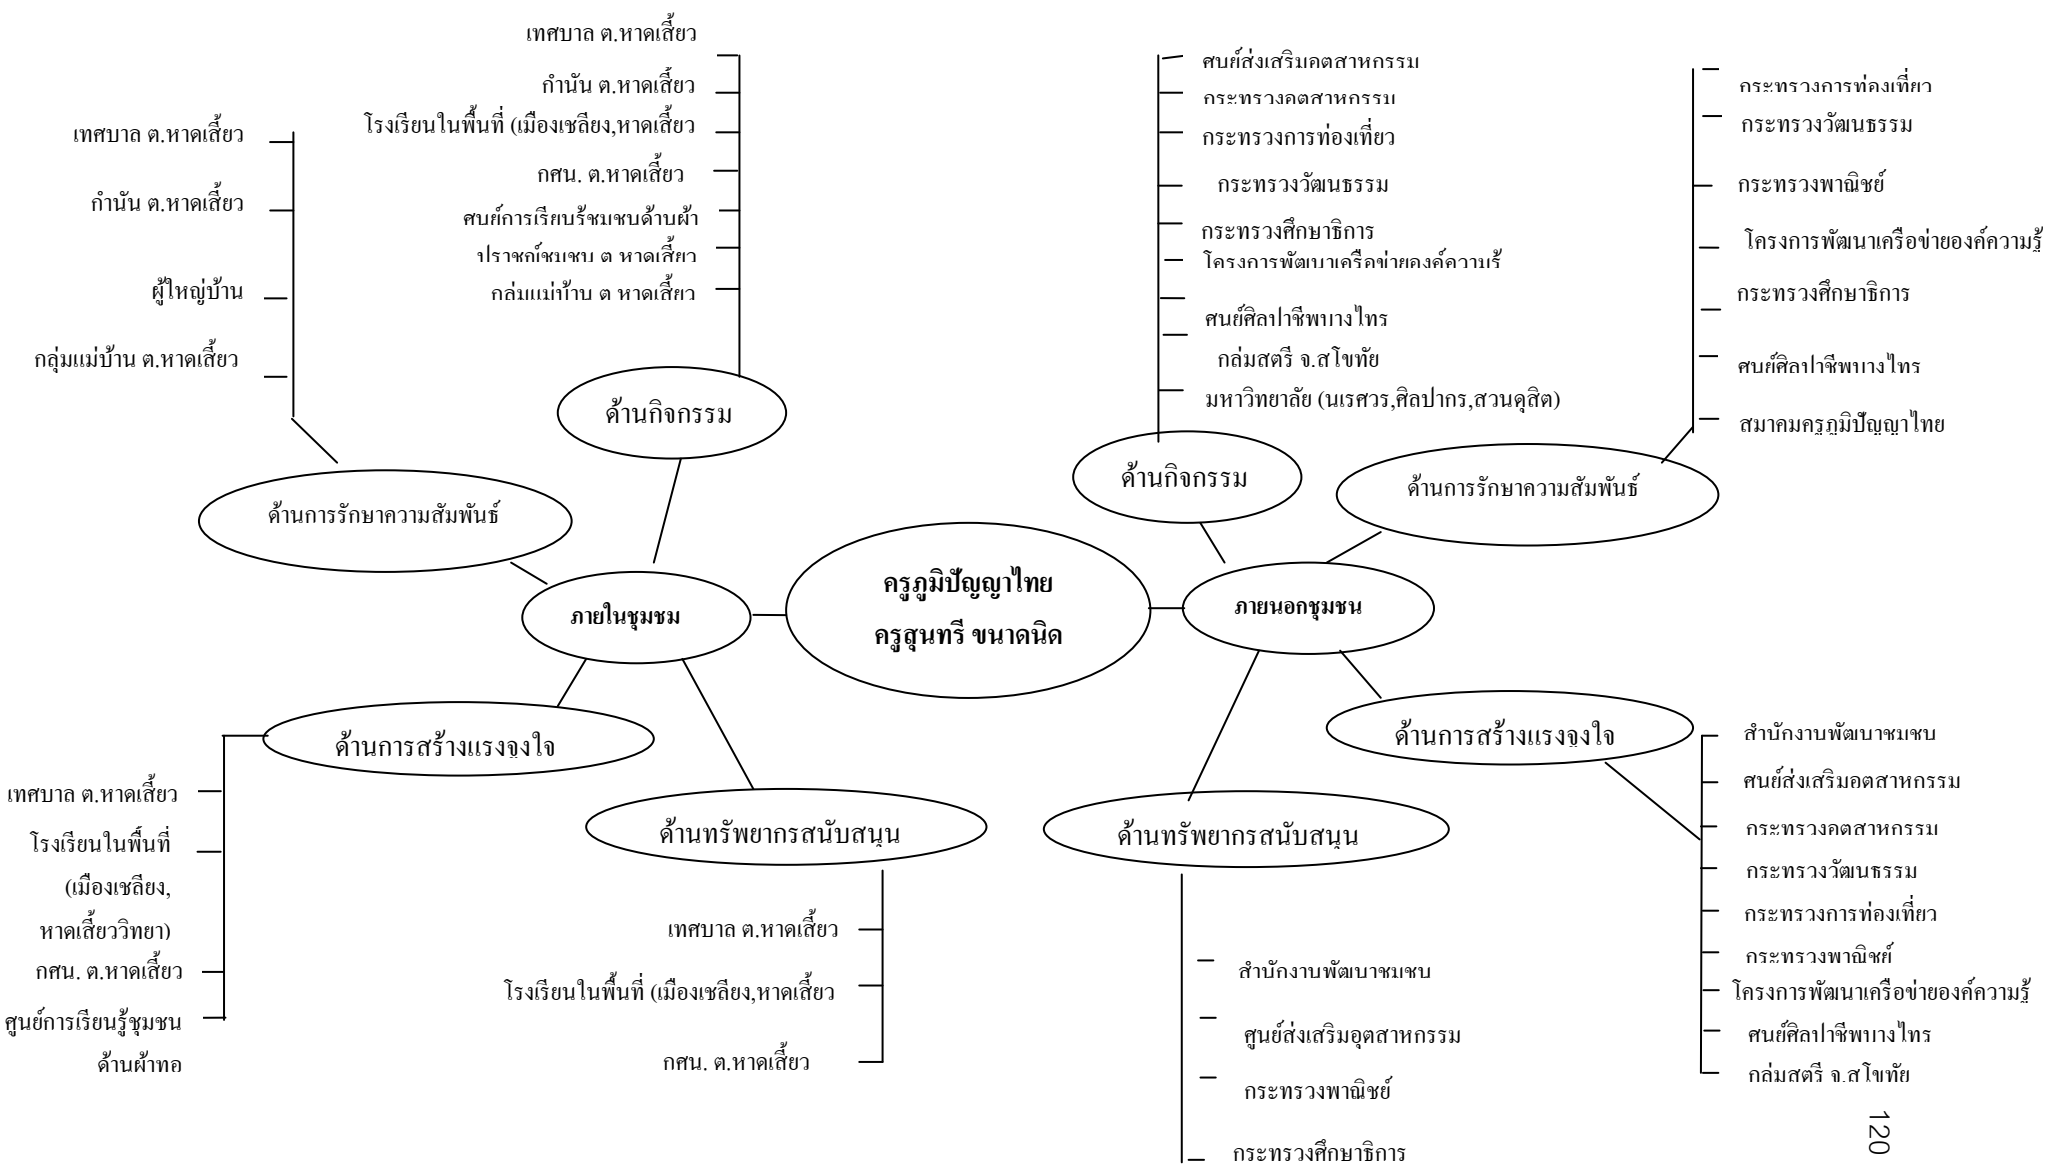 เทศบาล ต.หาดเสี้ยว
กำนัน ต.หาดเสี้ยว
โรงเรียนในพื้นที่ (เมืองเชลียง,หาดเสี้ยว
กศน. ต.หาดเสี้ยว
ศูนย์การเรียนรู้ชุมชนด้านผ้า
ปราชญ์ชุมชน ต.หาดเสี้ยว
กลุ่มแม่บ้าน ต.หาดเสี้ยว
ด้านกิจกรรม
เทศบาล ต.หาดเสี้ยว
กำนัน ต.หาดเสี้ยว
ผู้ใหญ่บ้าน
กลุ่มแม่บ้าน ต.หาดเสี้ยว
ด้านการรักษาความสัมพันธ์
ศูนย์ส่งเสริมอุตสาหกรรม
กระทรวงอุตสาหกรรม
กระทรวงการท่องเที่ยว
กระทรวงวัฒนธรรม
กระทรวงศึกษาธิการ
โครงการพัฒนาเครือข่ายองค์ความรู้
ศูนย์ศิลปาชีพบางไทร
กลุ่มสตรี จ.สุโขทัย
มหาวิทยาลัย (นเรศวร,ศิลปากร,สวนดุสิต)
ด้านกิจกรรม
กระทรวงการท่องเที่ยว
กระทรวงวัฒนธรรม
กระทรวงพาณิชย์
โครงการพัฒนาเครือข่ายองค์ความรู้
กระทรวงศึกษาธิการ
ศูนย์ศิลปาชีพบางไทร
สมาคมครูภูมิปัญญาไทย
ด้านการรักษาความสัมพันธ์
ภายในชุมชม
ครูภูมิปัญญาไทย
ครูสุนทรี ขนาดนิด
ภายนอกชุมชน
ด้านการสร้างแรงจูงใจ
เทศบาล ต.หาดเสี้ยว
โรงเรียนในพื้นที่
(เมืองเชลียง,
หาดเสี้ยววิทยา)
กศน. ต.หาดเสี้ยว
ศูนย์การเรียนรู้ชุมชน
ด้านผ้าทอ
ด้านทรัพยากรสนับสนุน
เทศบาล ต.หาดเสี้ยว
โรงเรียนในพื้นที่ (เมืองเชลียง,หาดเสี้ยว
กศน. ต.หาดเสี้ยว
ด้านทรัพยากรสนับสนุน
สำนักงานพัฒนาชุมชน
ศูนย์ส่งเสริมอุตสาหกรรม
กระทรวงพาณิชย์
กระทรวงศึกษาธิการ
ด้านการสร้างแรงจูงใจ
สำนักงานพัฒนาชุมชน
ศูนย์ส่งเสริมอุตสาหกรรม
กระทรวงอุตสาหกรรม
กระทรวงวัฒนธรรม
กระทรวงการท่องเที่ยว
กระทรวงพาณิชย์
โครงการพัฒนาเครือข่ายองค์ความรู้
ศูนย์ศิลปาชีพบางไทร
กลุ่มสตรี จ.สุโขทัย
120